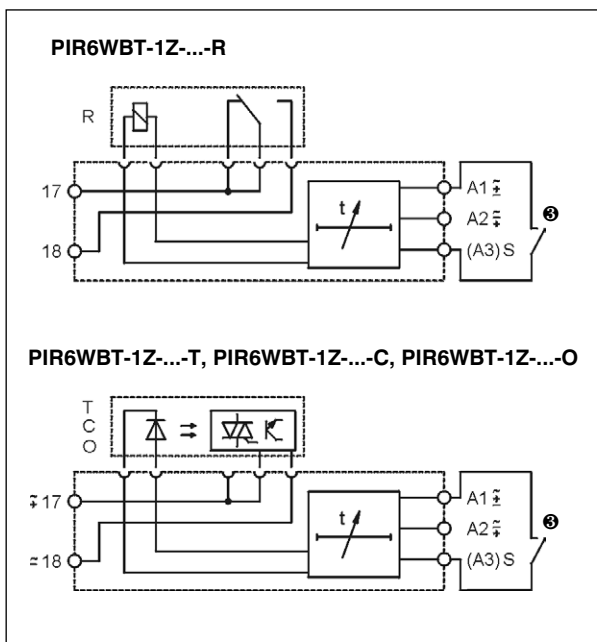 PIR6WBT-1Z-...-R
R
17
18
t
A1 ≂+
A2 ≂+
(A3) S
❸
PIR6WBT-1Z-...-T, PIR6WBT-1Z-...-C, PIR6WBT-1Z-...-O
T
C
O
≂+ 17
≂ 18
t
A1 ≂+
A2 ≂+
(A3) S
❸